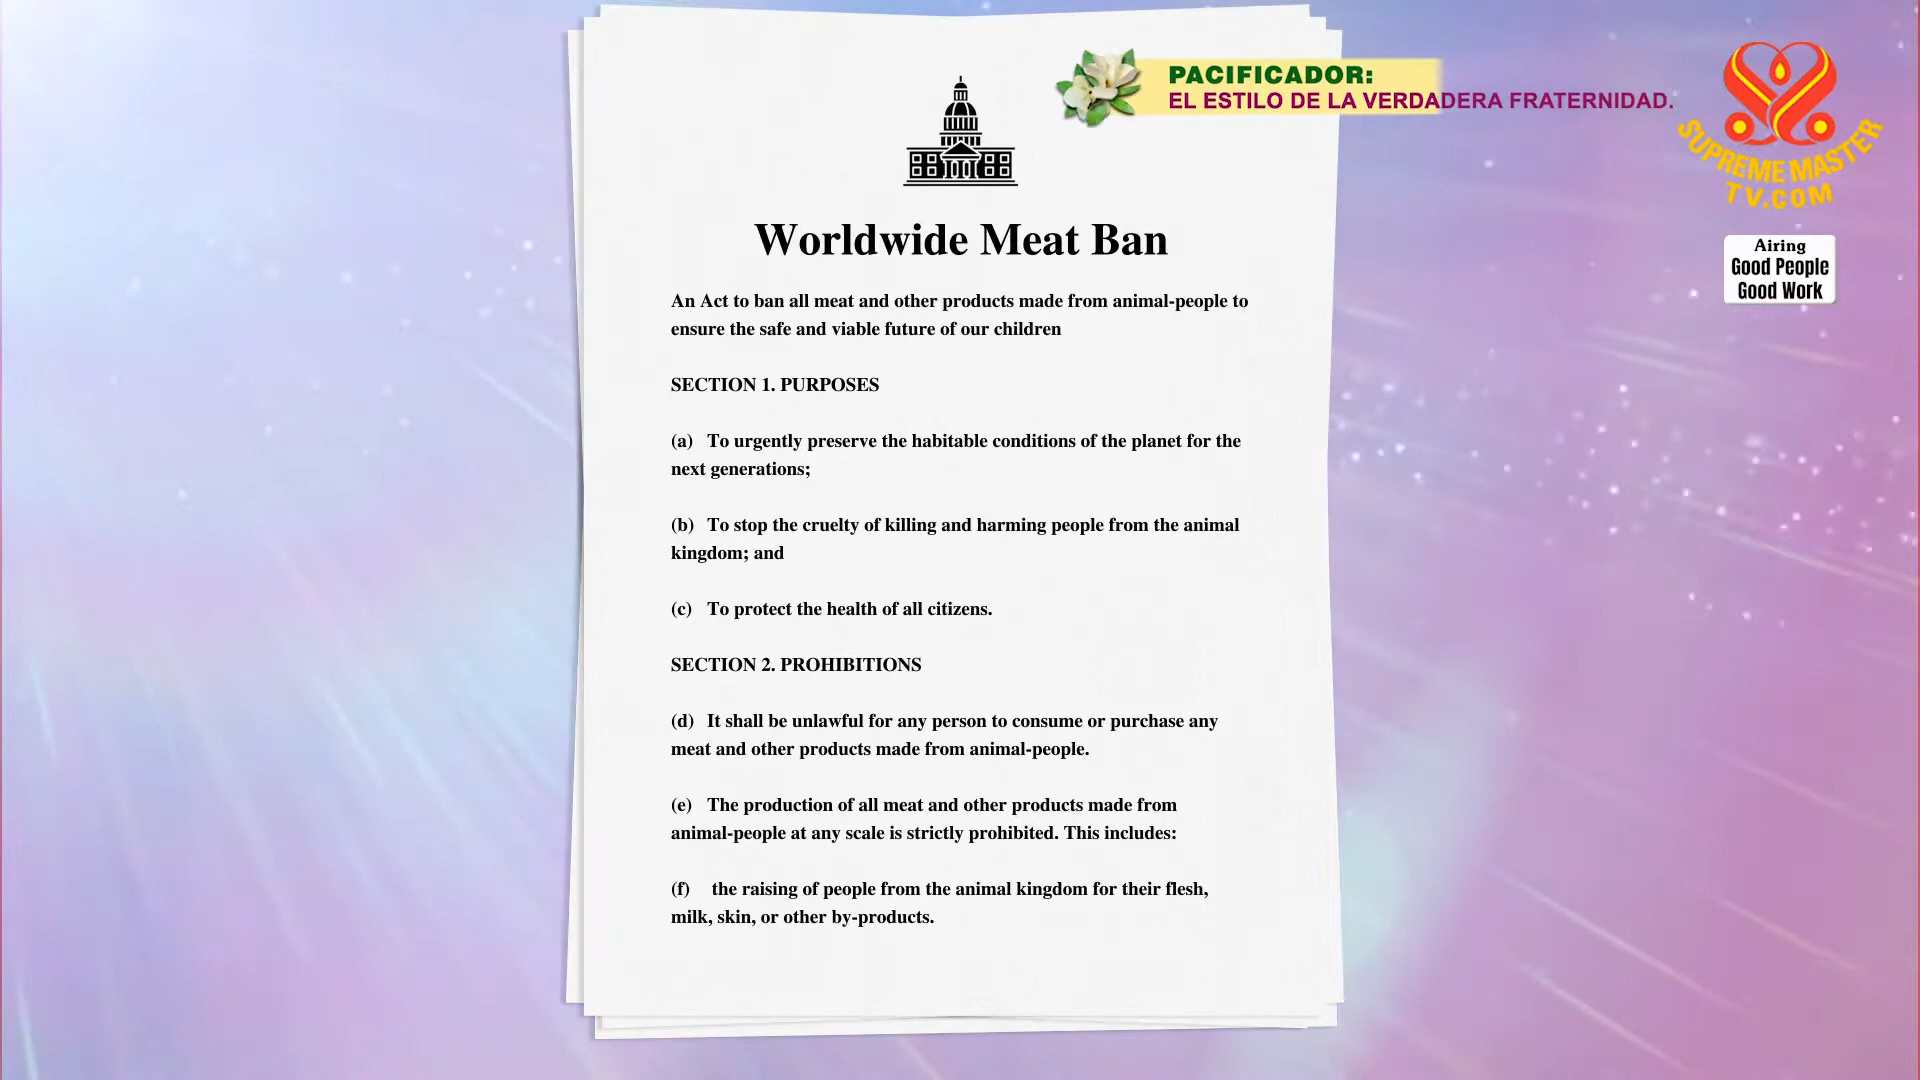 PACIFICADOR:
EL ESTILO DE LA VERDADERA FRATERNIDAD.
SUPREME MASTER
TV.COM
Airing
Good People
Good Work
Worldwide Meat Ban
An Act to ban all meat and other products made from animal-people to
ensure the safe and viable future of our children
SECTION 1. PURPOSES
(a) To urgently preserve the habitable conditions of the planet for the
next generations;
(b) To stop the cruelty of killing and harming people from the animal
kingdom; and
(c) To protect the health of all citizens.
SECTION 2. PROHIBITIONS
(d) It shall be unlawful for any person to consume or purchase any
meat and other products made from animal-people.
(e) The production of all meat and other products made from
animal-people at any scale is strictly prohibited. This includes:
(f) the raising of people from the animal kingdom for their flesh,
milk, skin, or other by-products.